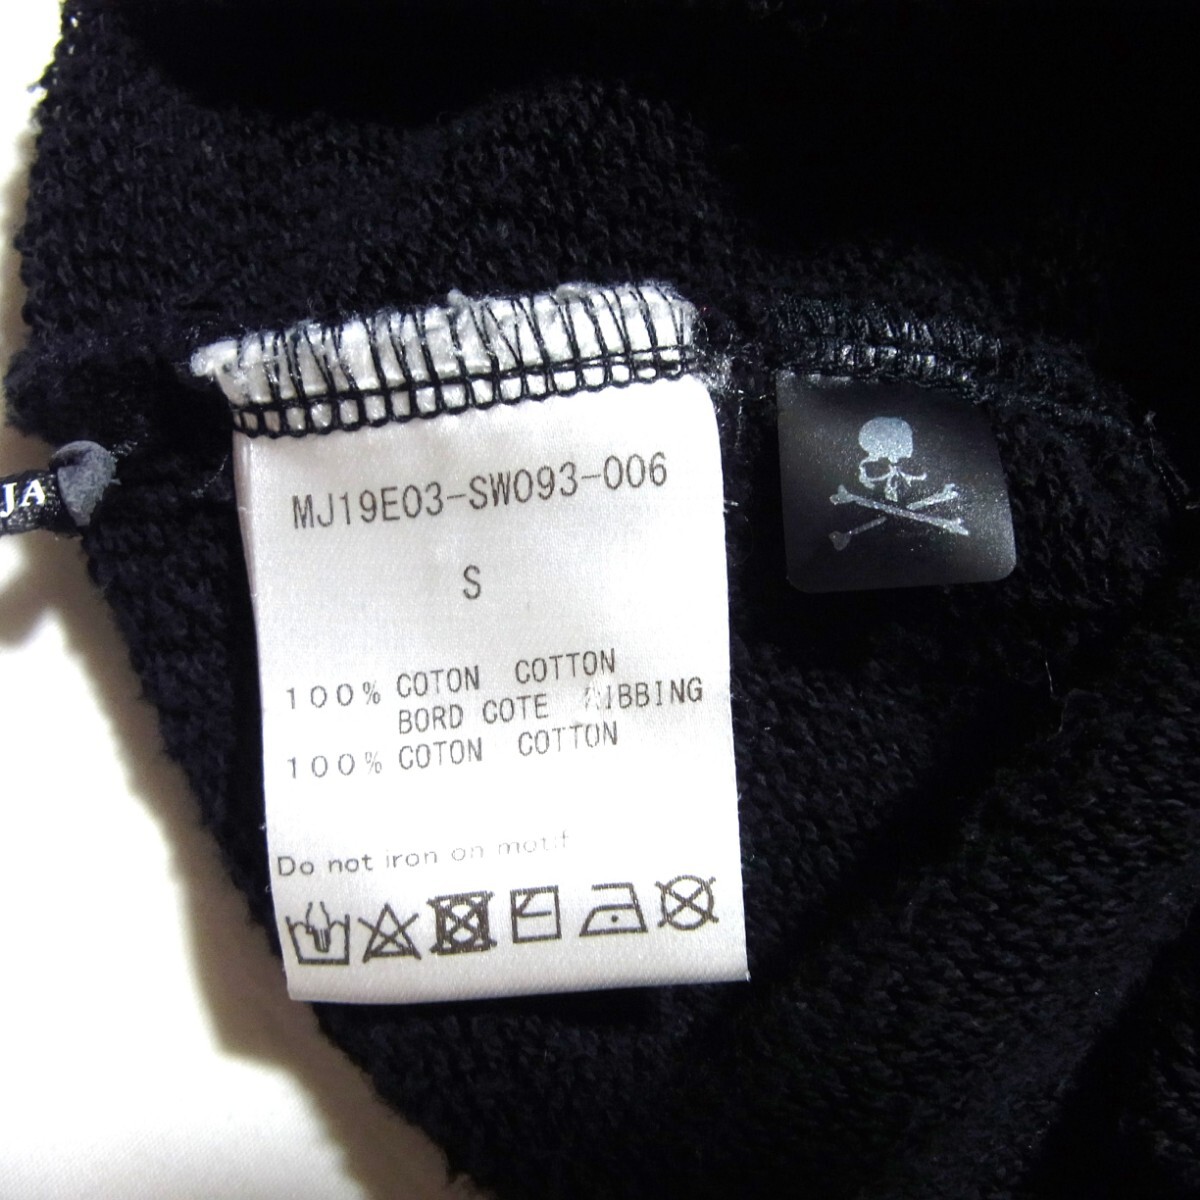 JA
MJ19E03-SW093-006
S
100% COTON COTTON
BORD COTE RIBBING
100% COTON COTTON
Do not iron on motif